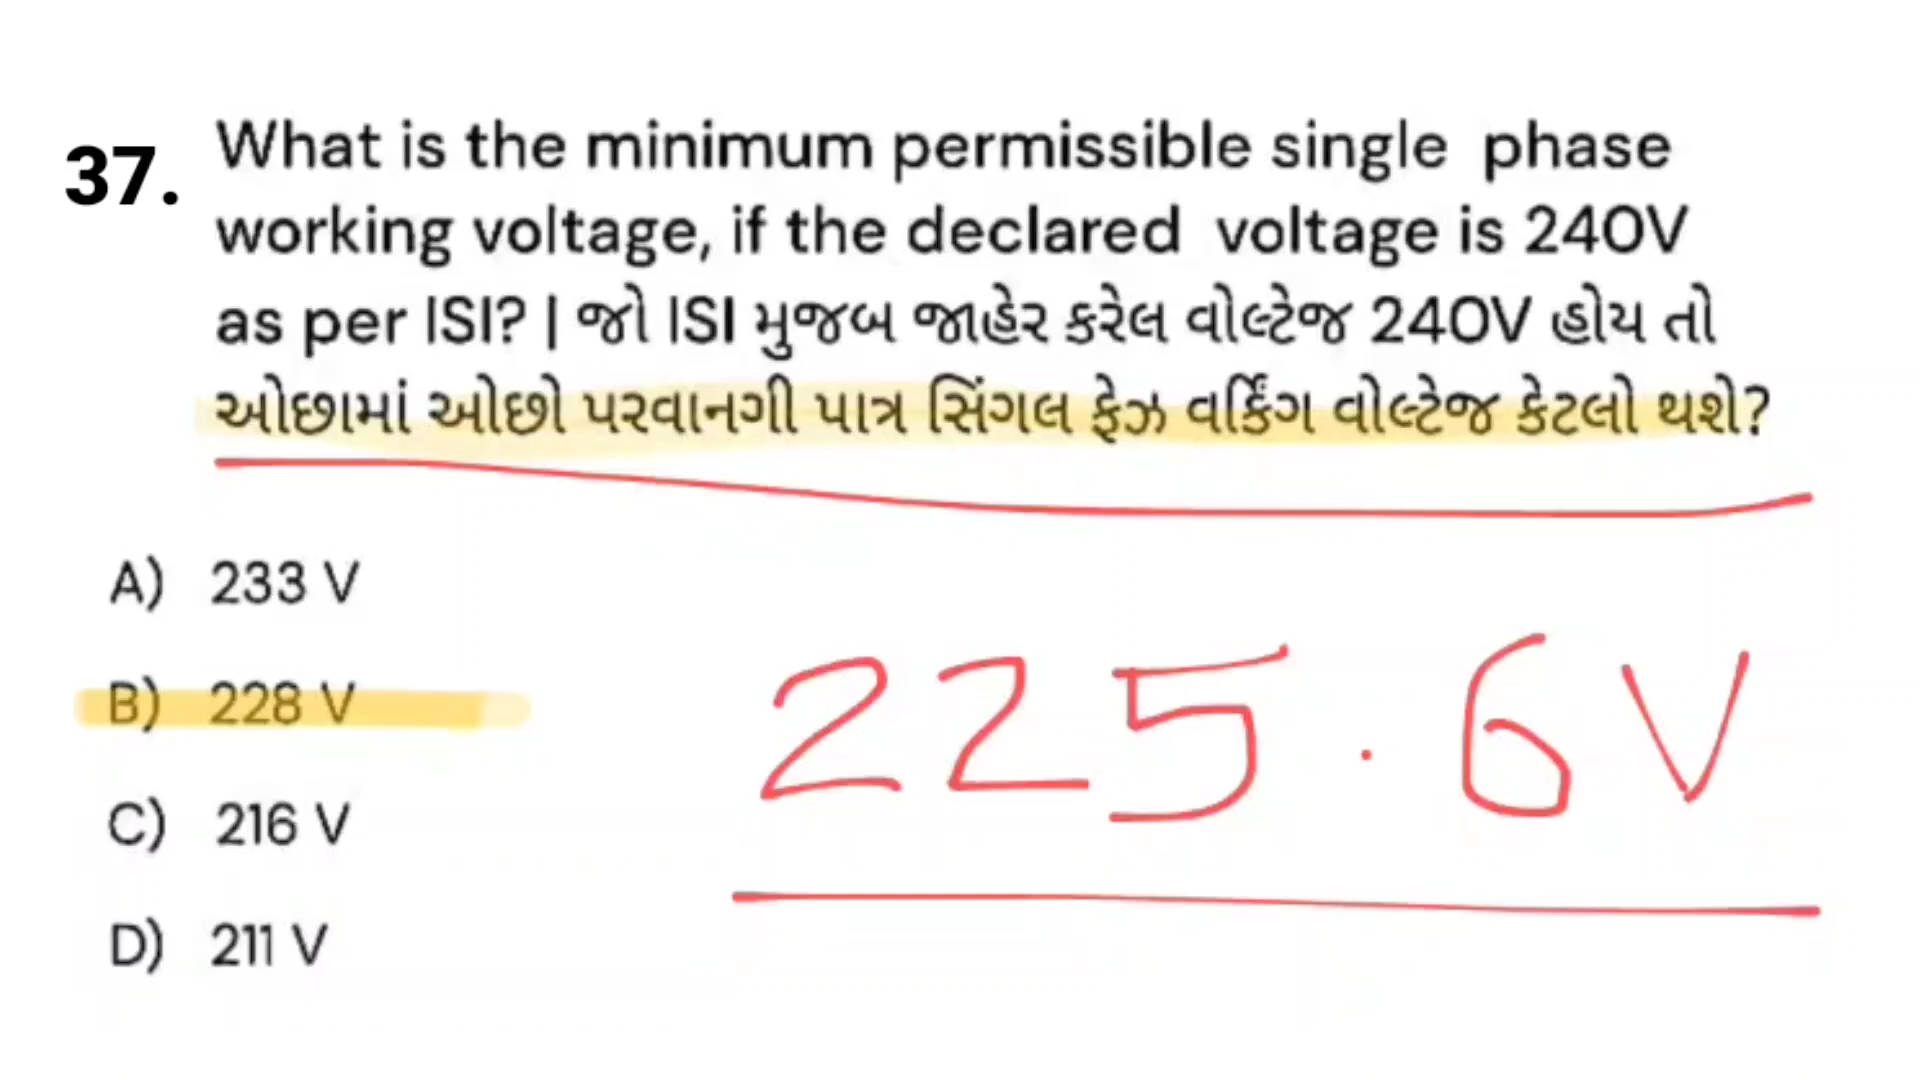 37. What is the minimum permissible single phase
working voltage, if the declared voltage is 240V
as per ISI? | જો ISI મુજબ જાહેર કરેલ વોલ્ટેજ 240V હોય તો
ઓછામાં ઓછો પરવાનગી પાત્ર સિંગલ ફેઝ વર્કિંગ વોલ્ટેજ કેટલો થશે?
A) 233 V
B) 228 V
C) 216 V
D) 211 V
225.6V